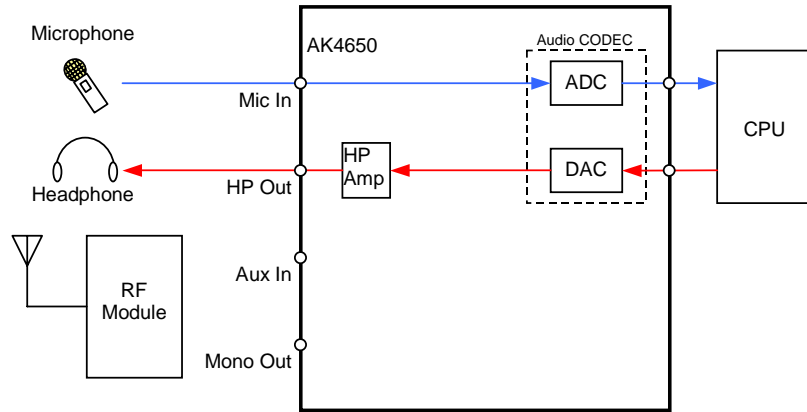 Microphone
AK4650
Audio CODEC
Mic In
ADC
CPU
Headphone
HP Out
HP
Amp
DAC
Aux In
RF
Module
Mono Out